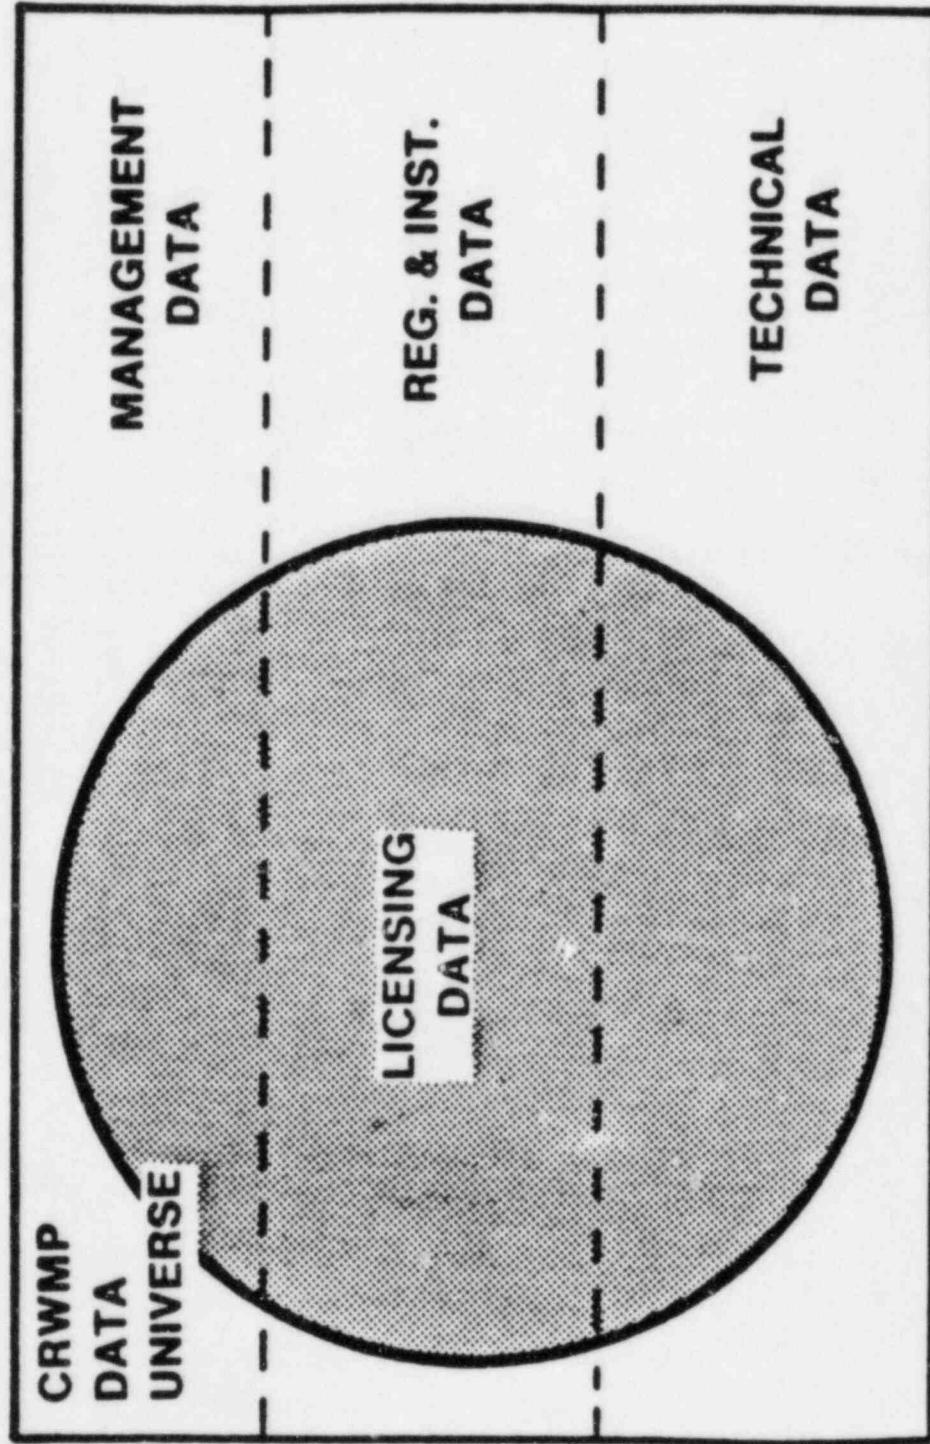 CRWMP
DATA
UNIVERSE
MANAGEMENT
DATA
LICENSING
DATA
REG. & INST.
DATA
TECHNICAL
DATA